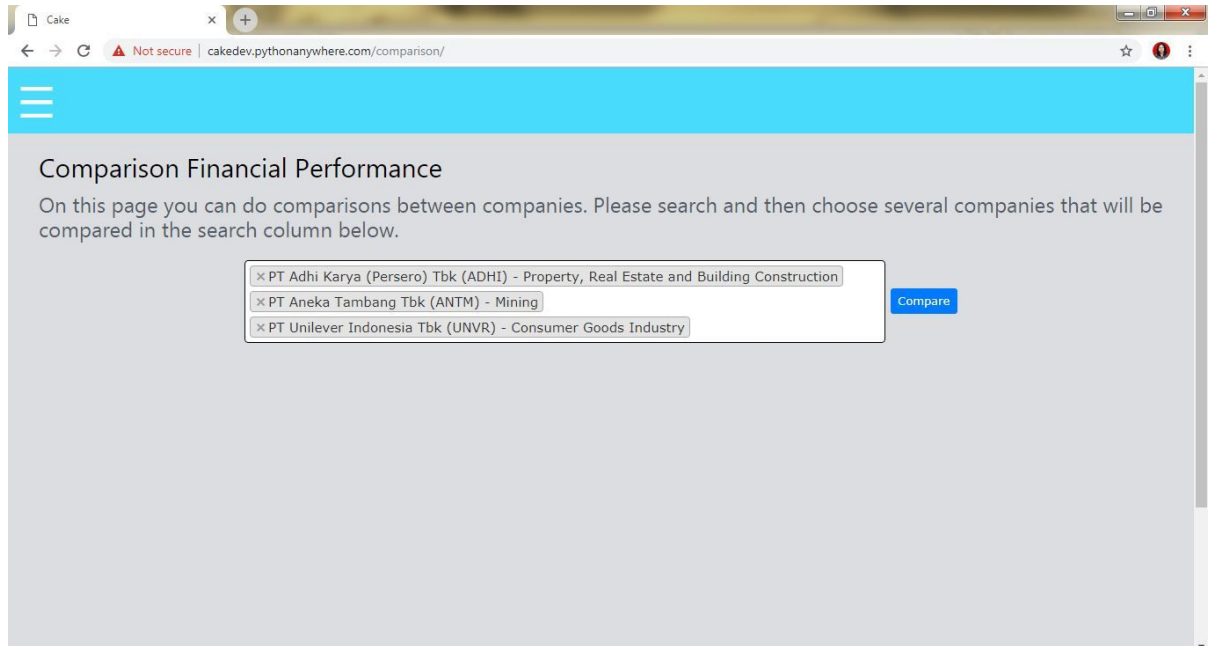 Cake
Not secure | cakedev.pythonanywhere.com/comparison/
Comparison Financial Performance
On this page you can do comparisons between companies. Please search and then choose several companies that will be
compared in the search column below.
×PT Adhi Karya (Persero) Tbk (ADHI) - Property, Real Estate and Building Construction
×PT Aneka Tambang Tbk (ANTM) - Mining
Compare
×PT Unilever Indonesia Tbk (UNVR) - Consumer Goods Industry